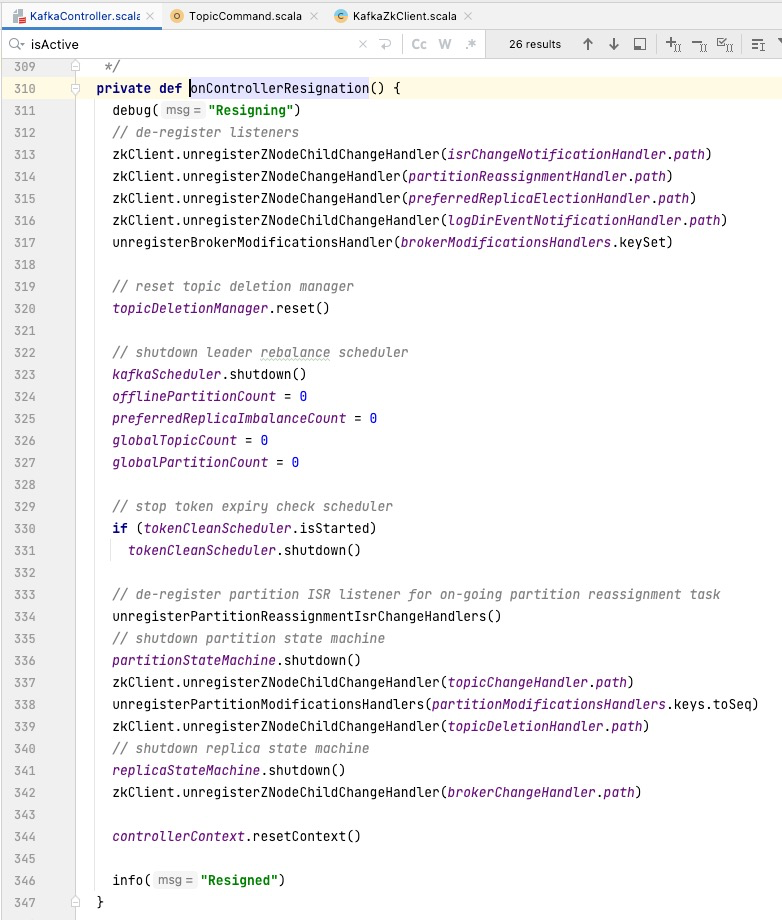 KafkaController.scala TopicCommand.scala KafkaZkClient.scala
isActive Cc W .* 26 results
309 */
310 private def onControllerResignation() {
311 debug( msg = "Resigning")
312 // de-register listeners
313 zkClient.unregisterZNodeChildChangeHandler(isrChangeNotificationHandler.path)
314 zkClient.unregisterZNodeChangeHandler(partitionReassignmentHandler.path)
315 zkClient.unregisterZNodeChangeHandler(preferredReplicaElectionHandler.path)
316 zkClient.unregisterZNodeChildChangeHandler(logDirEventNotificationHandler.path)
317 unregisterBrokerModificationsHandler(brokerModificationsHandlers.keySet)
318
319 // reset topic deletion manager
320 topicDeletionManager.reset()
321
322 // shutdown leader rebalance scheduler
323 kafkaScheduler.shutdown()
324 offlinePartitionCount = 0
325 preferredReplicaImbalanceCount = 0
326 globalTopicCount = 0
327 globalPartitionCount = 0
328
329 // stop token expiry check scheduler
330 if (tokenCleanScheduler.isStarted)
331 tokenCleanScheduler.shutdown()
332
333 // de-register partition ISR listener for on-going partition reassignment task
334 unregisterPartitionReassignmentIsrChangeHandlers()
335 // shutdown partition state machine
336 partitionStateMachine.shutdown()
337 zkClient.unregisterZNodeChildChangeHandler(topicChangeHandler.path)
338 unregisterPartitionModificationsHandlers(partitionModificationsHandlers.keys.toSeq)
339 zkClient.unregisterZNodeChildChangeHandler(topicDeletionHandler.path)
340 // shutdown replica state machine
341 replicaStateMachine.shutdown()
342 zkClient.unregisterZNodeChildChangeHandler(brokerChangeHandler.path)
343
344 controllerContext.resetContext()
345
346 info( msg = "Resigned")
347 }